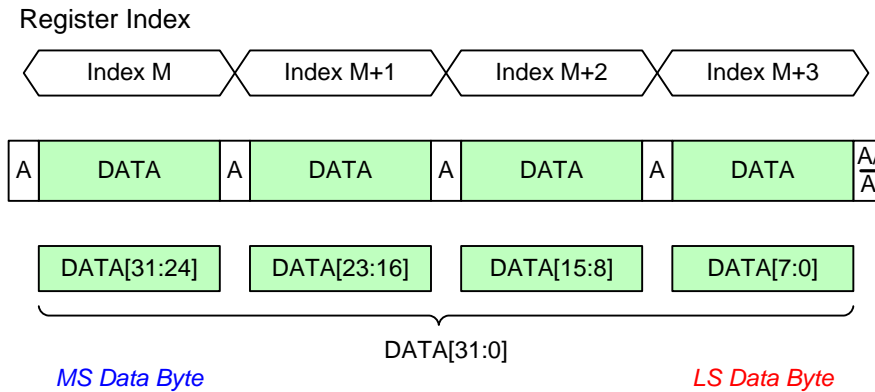 Register Index
Index M Index M+1 Index M+2 Index M+3
A DATA A DATA A DATA A DATA
DATA[31:24] DATA[23:16] DATA[15:8] DATA[7:0]
DATA[31:0]
MS Data Byte LS Data Byte